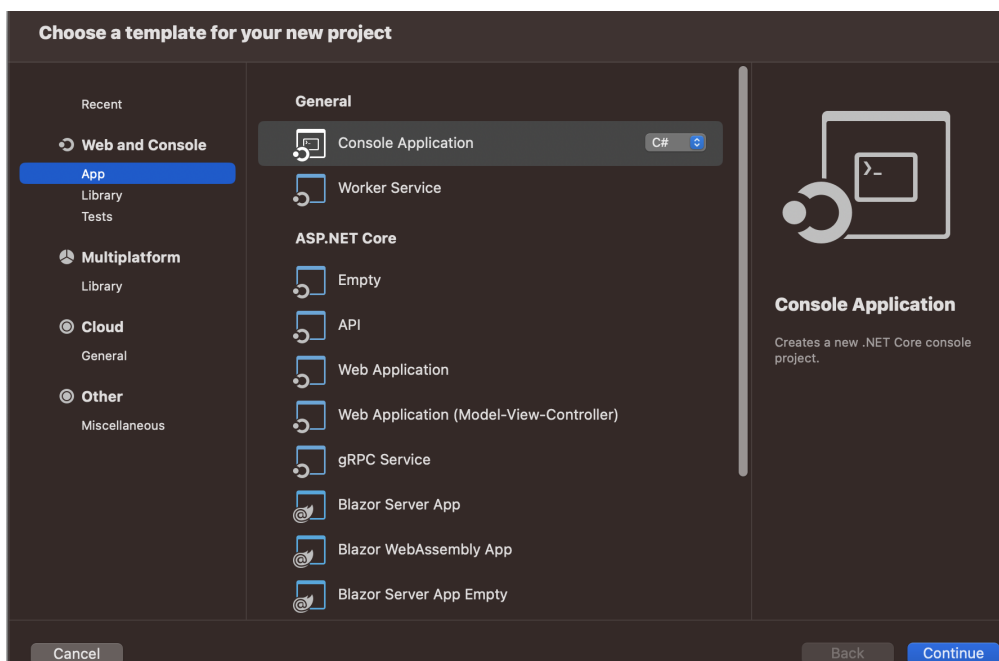 Choose a template for your new project
Recent
Web and Console
App
Library
Tests
Multiplatform
Library
Cloud
General
Other
Miscellaneous
General
Console Application
C#
Worker Service
ASP.NET Core
Empty
API
Web Application
Web Application (Model-View-Controller)
gRPC Service
Blazor Server App
Blazor WebAssembly App
Blazor Server App Empty
Console Application
Creates a new .NET Core console
project.
Cancel
Back
Continue